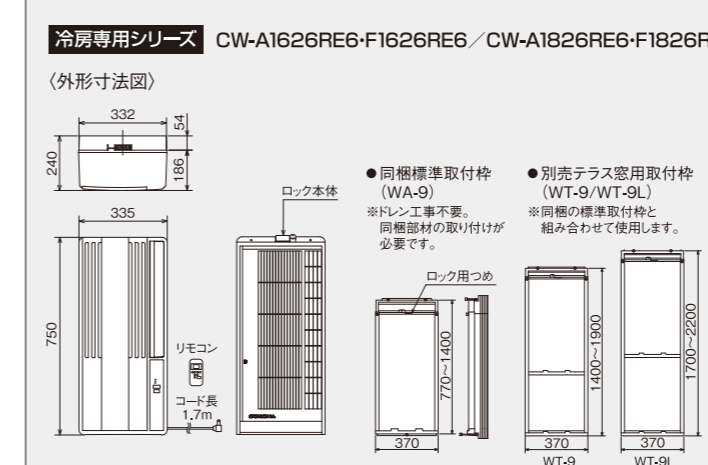 冷房専用シリーズ CW-A1626RE6・F1626RE6／CW-A1826RE6・F1826R
〈外形寸法図〉
332
54
240
186
335
750
リモコン
コード長
1.7m
ロック本体
CORONA
●同梱標準取付枠
（WA-9）
※ドレン工事不要。
同梱部材の取り付けが
必要です。
ロック用つめ
770～1400
370
●別売テラス窓用取付枠
（WT-9/WT-9L）
※同梱の標準取付枠と
組み合わせて使用します。
1400～1900
370
WT-9
1700～2200
370
WT-9L